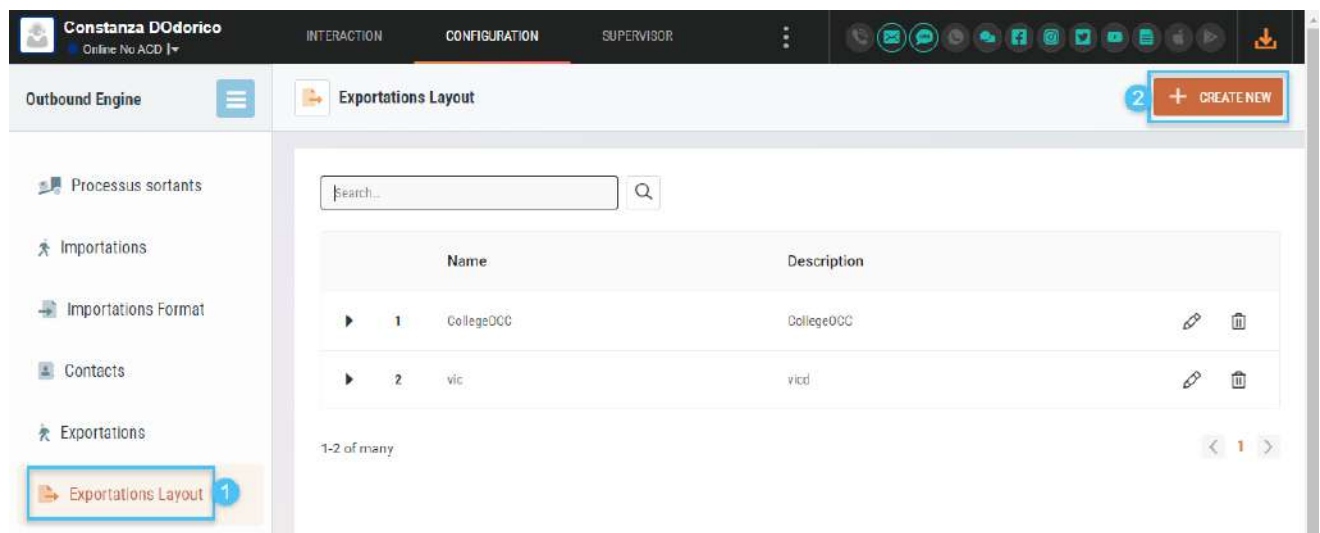 Constanza DOdorico
Online No ACD
INTERACTION
CONFIGURATION
SUPERVISOR
Outbound Engine
Exportations Layout
2
+ CREATE NEW
Processus sortants
Importations
Importations Format
Contacts
Exportations
Exportations Layout
1
Search...
Name Description
1 CollegeOCC CollegeOCC
2 vic vicd
1-2 of many
< 1 >